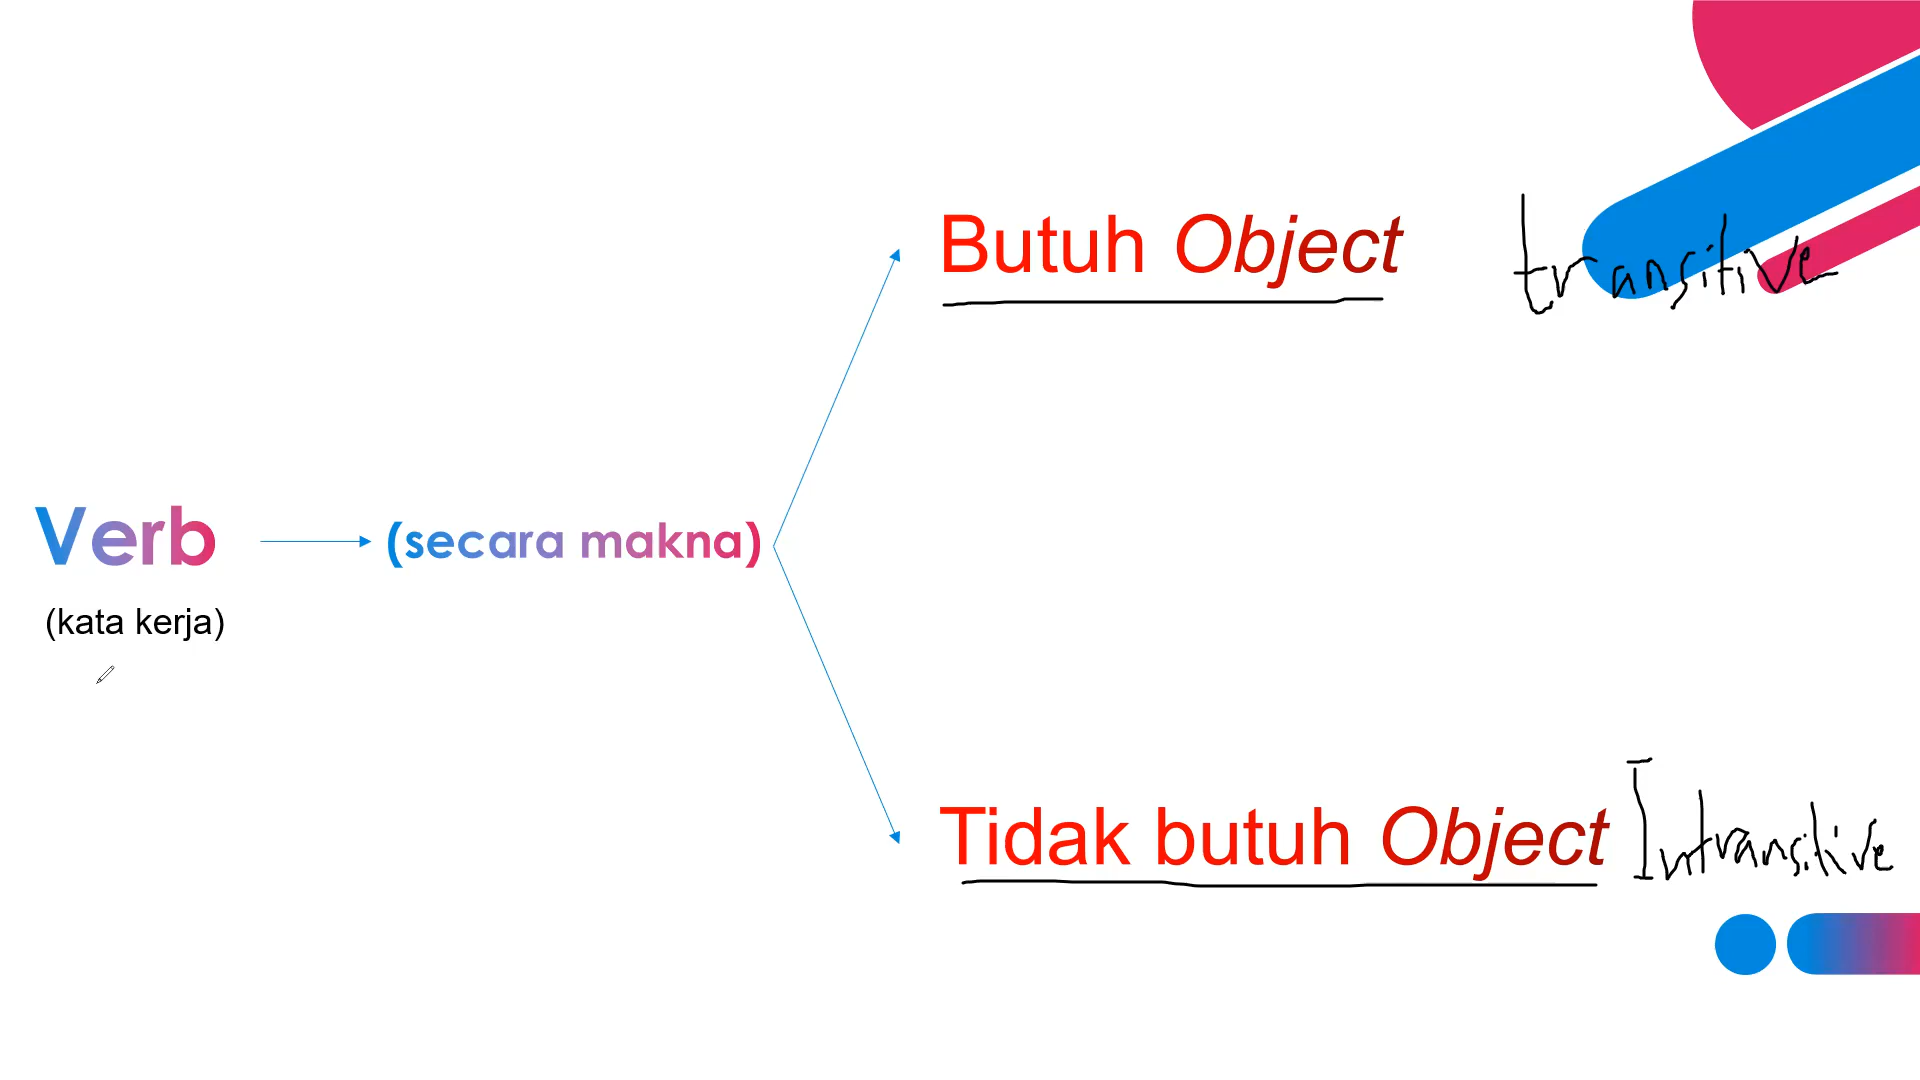 Butuh Object
transitive
Verb
(secara makna)
(kata kerja)
Tidak butuh Object
Intransitive